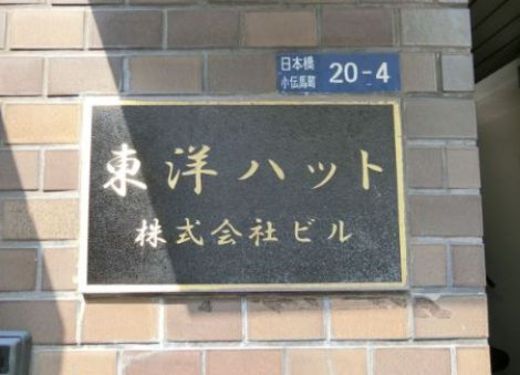 日本橋
小伝馬町 20-4
東洋ハット
株式会社ビル